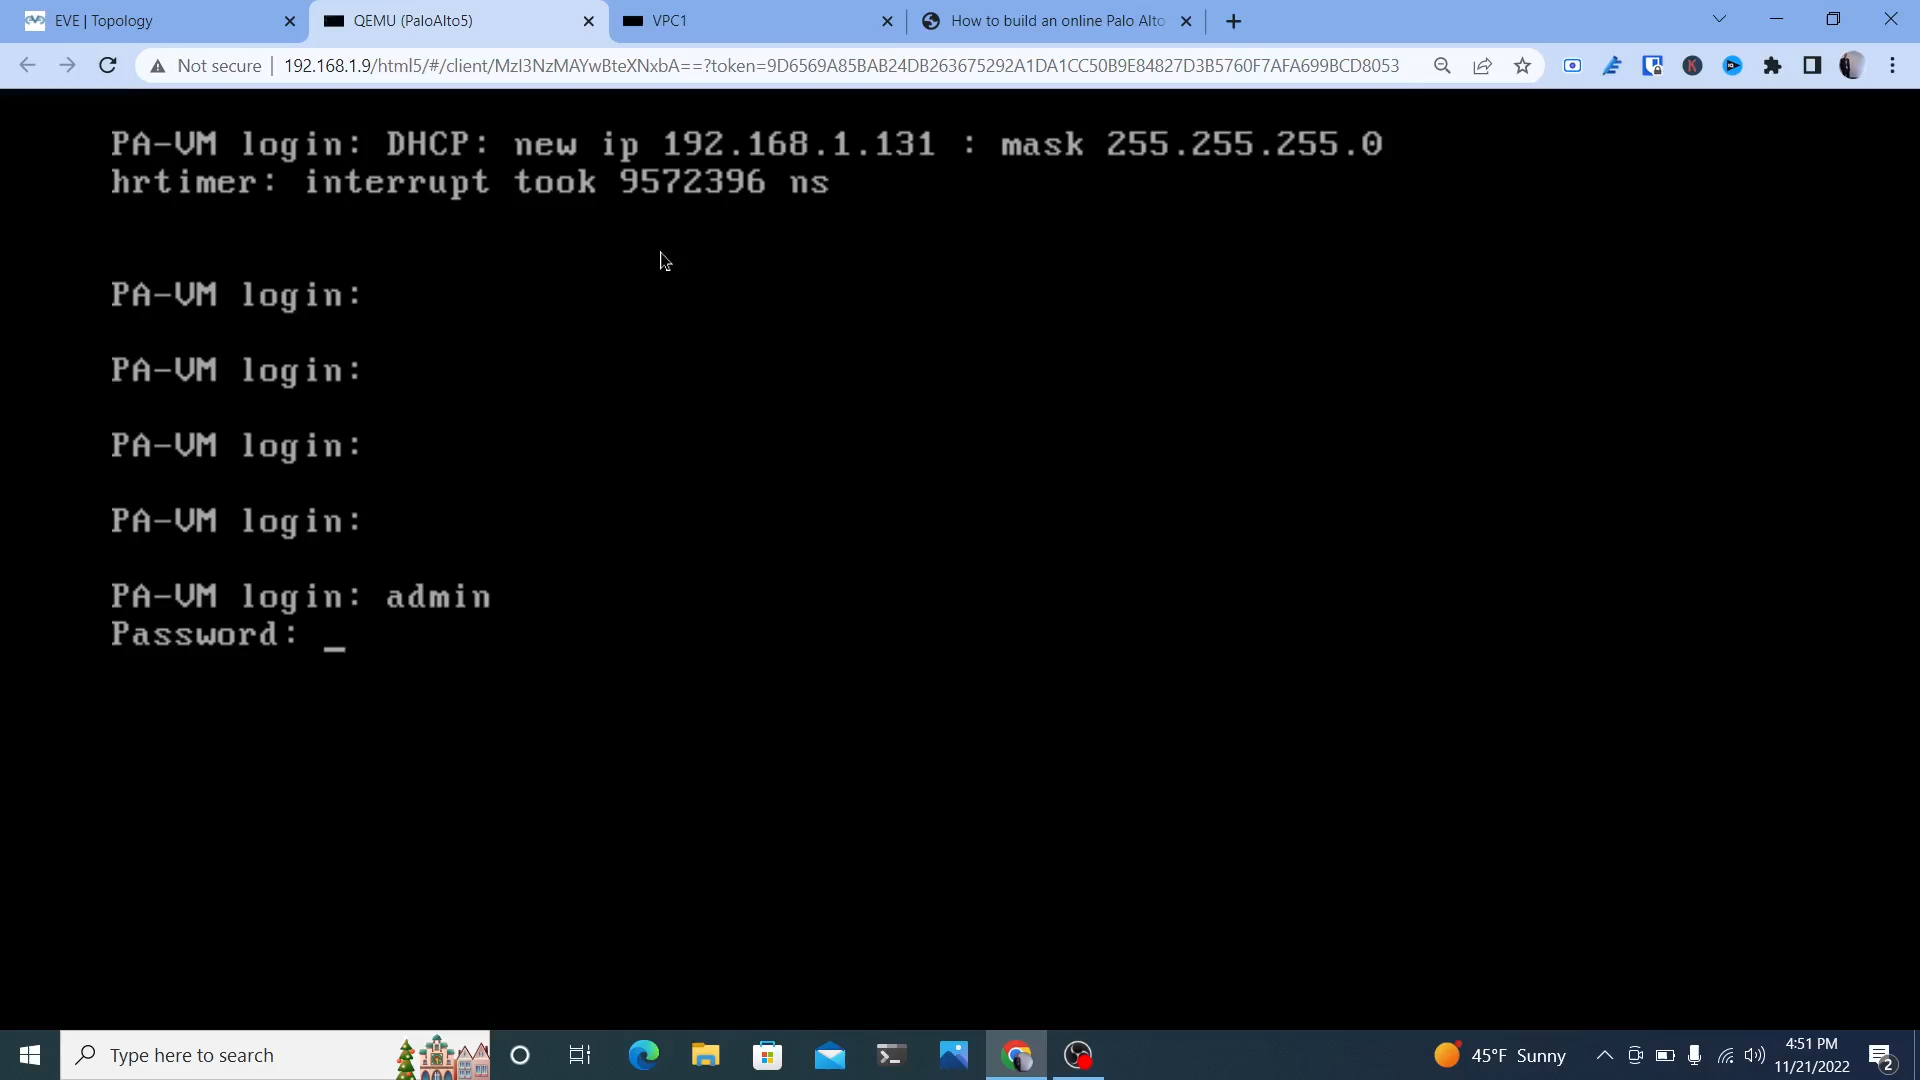 EVE | Topology
QEMU (PaloAlto5)
VPC1
How to build an online Palo Alto
Not secure
192.168.1.9/html5/#/client/MzI3NzMAYwBteXNxbA==?token=9D6569A85BAB24DB263675292A1DA1CC50B9E84827D3B5760F7AFA699BCD8053
PA-VM login: DHCP: new ip 192.168.1.131 : mask 255.255.255.0
hrtimer: interrupt took 9572396 ns
PA-VM login:
PA-VM login:
PA-VM login:
PA-VM login:
PA-VM login: admin
Password: _
Type here to search
45°F Sunny
4:51 PM
11/21/2022
2